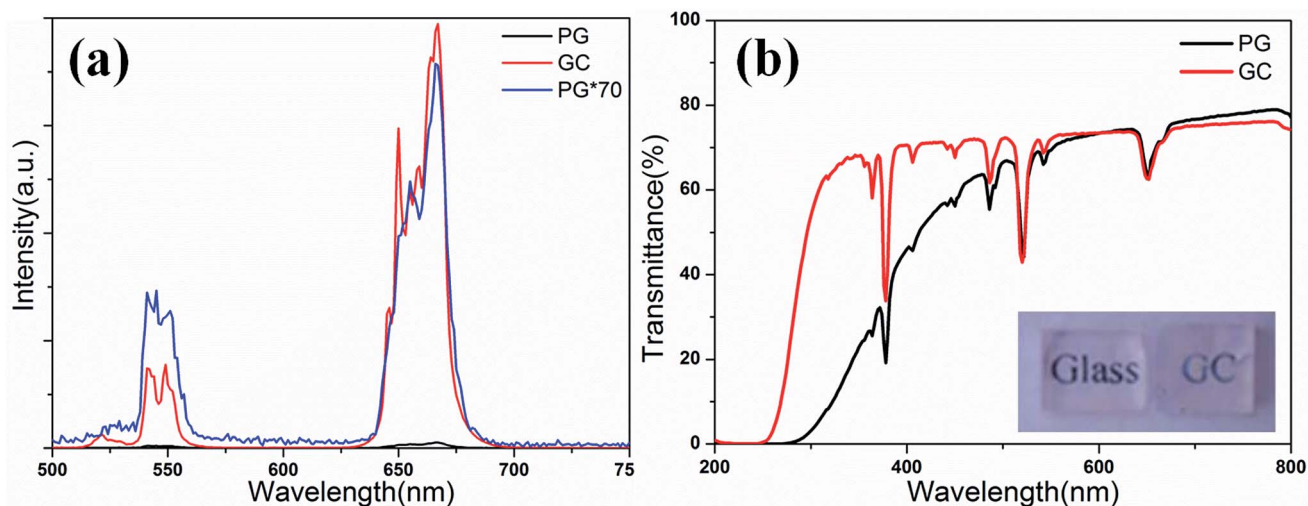 (a)
PG
GC
PG*70
Intensity(a.u.)
500 550 600 650 700 75
Wavelength(nm)
(b)
PG
GC
Transmittance(%)
100
80
60
40
20
0
200 400 600 800
Wavelength(nm)
Glass GC